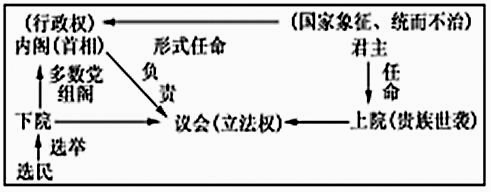 (行政权)
(国家象征、统而不治)
内阁(首相)
形式任命
君主
多数党
组阁
负
责
任
命
下院
议会(立法权)
上院(贵族世袭)
选举
选民